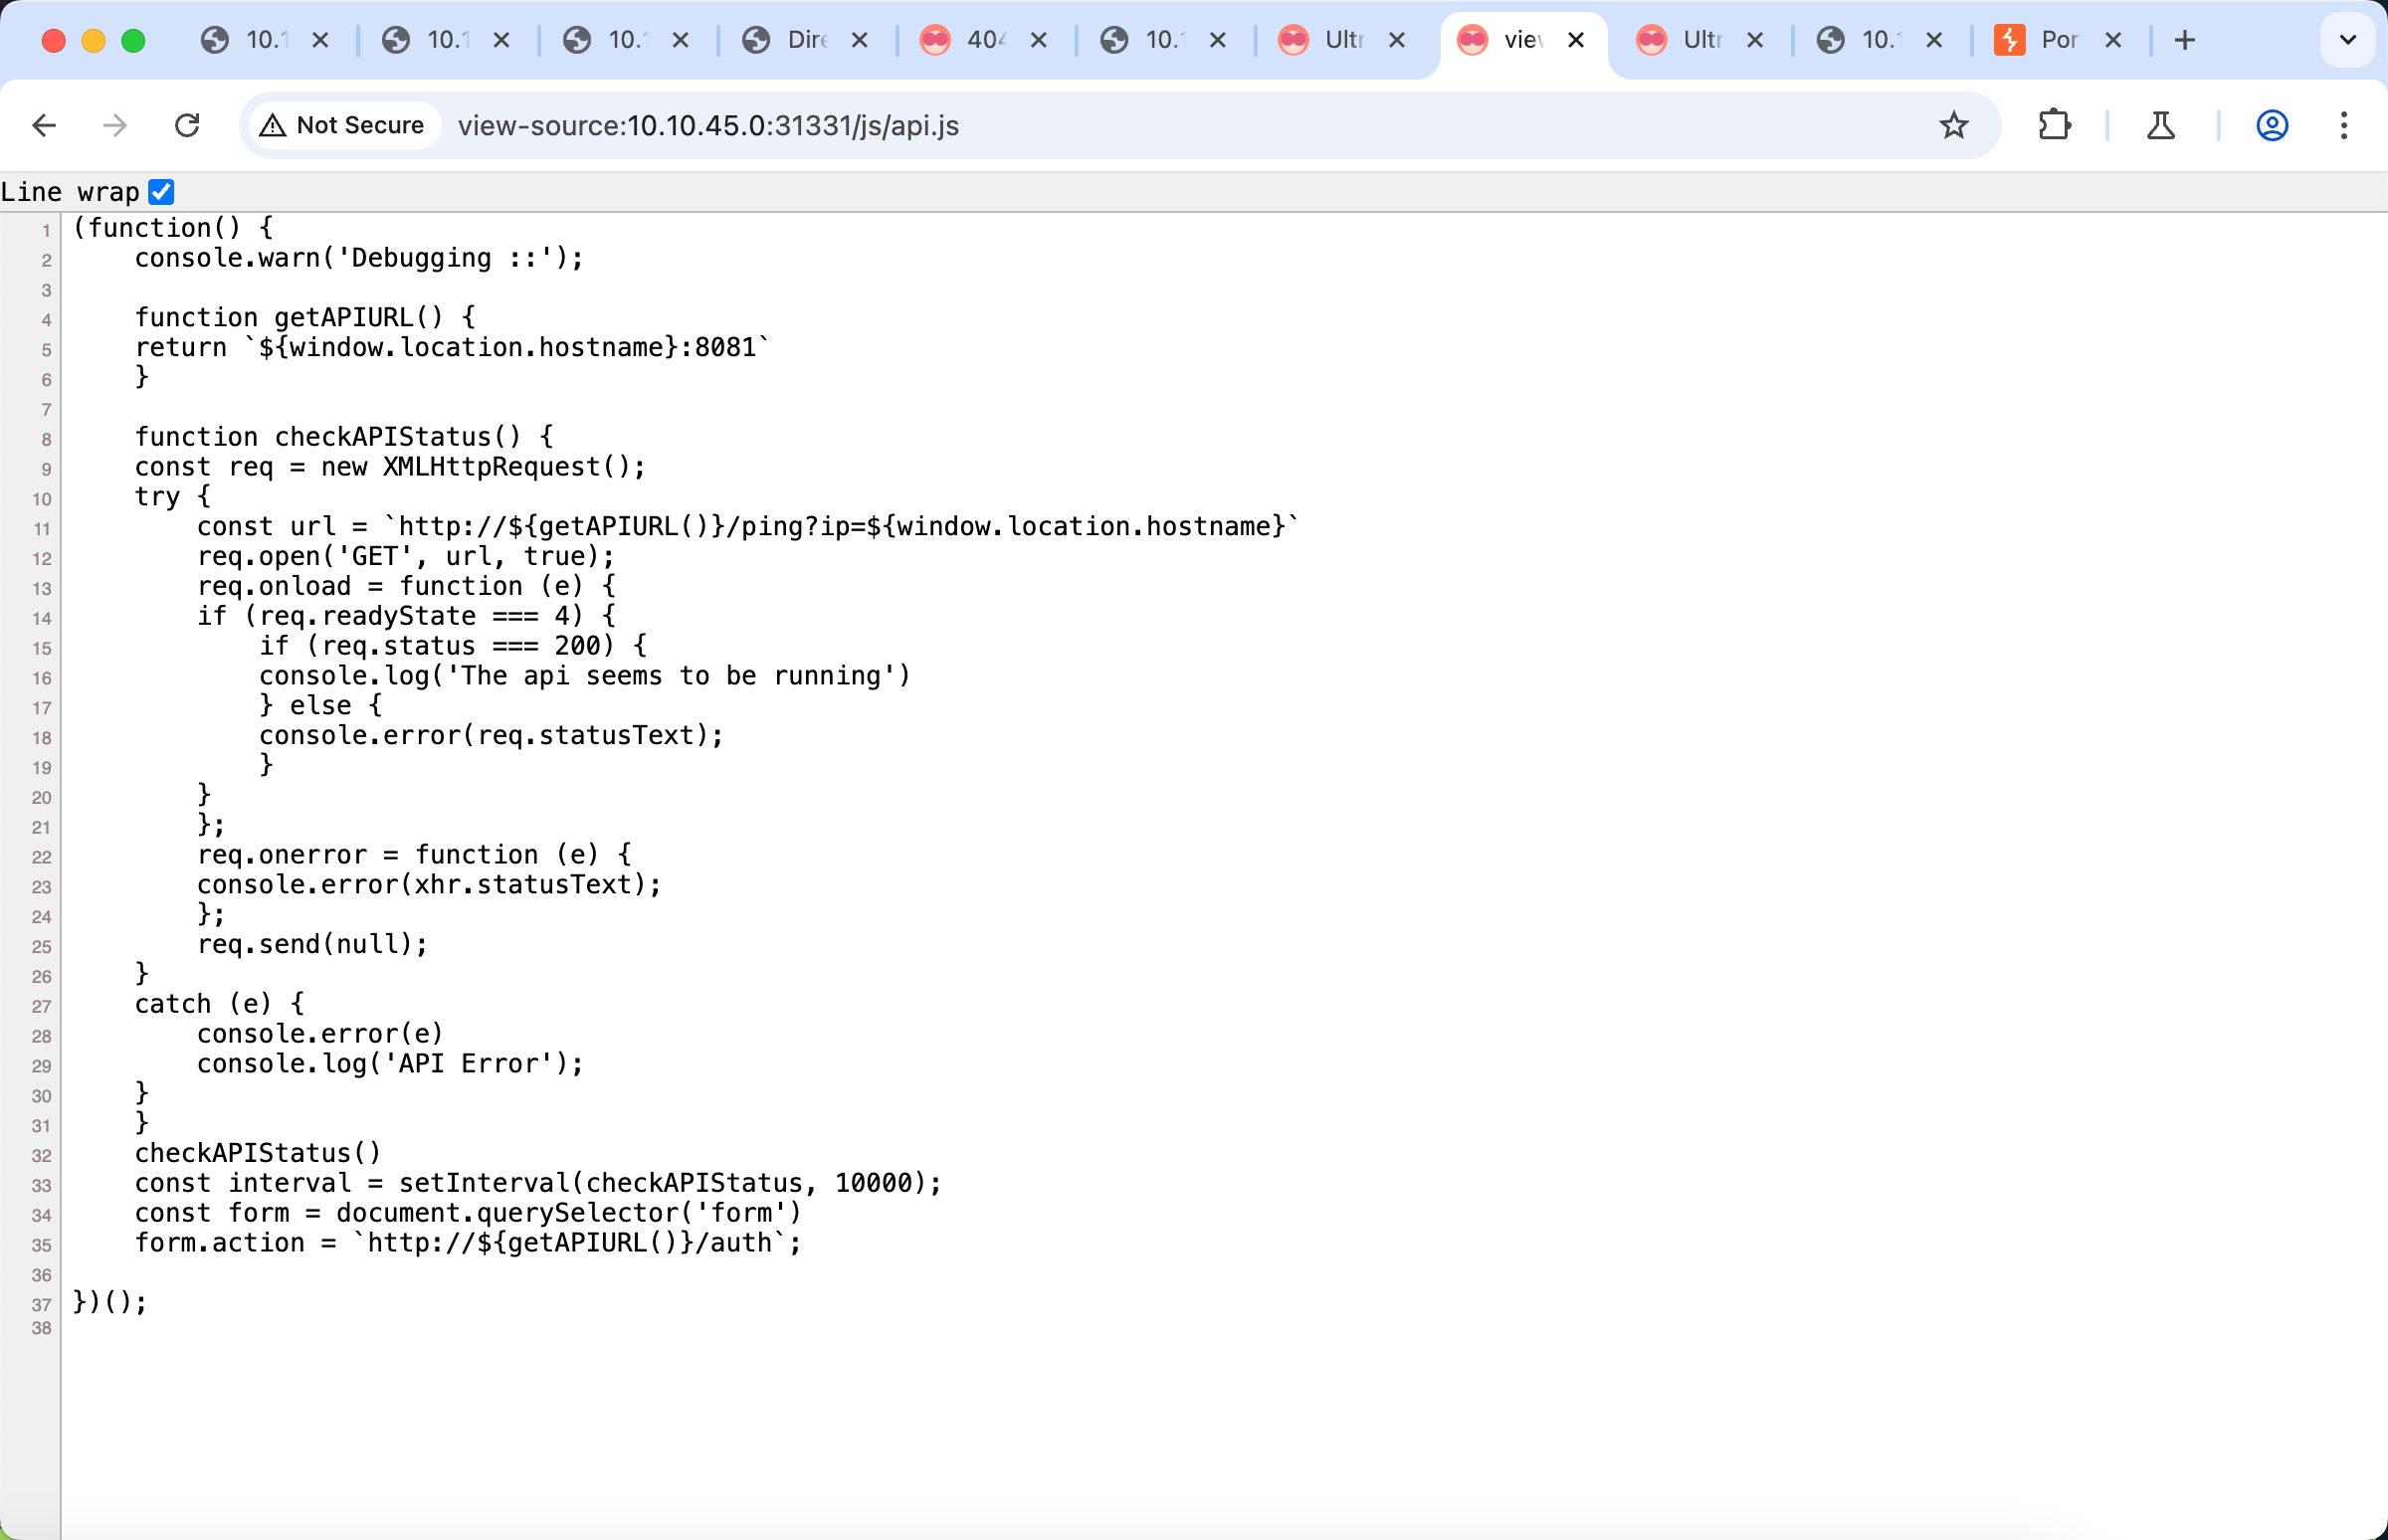 10.1
10.1
10.1
Dire
404
10.1
Ultr
view
Ultr
10.1
Por
Not Secure
view-source:10.10.45.0:31331/js/api.js
Line wrap
1 (function() {
2     console.warn('Debugging ::');
3
4     function getAPIURL() {
5     return `${window.location.hostname}:8081`
6     }
7
8     function checkAPIStatus() {
9     const req = new XMLHttpRequest();
10     try {
11         const url = `http://${getAPIURL()}/ping?ip=${window.location.hostname}`
12         req.open('GET', url, true);
13         req.onload = function (e) {
14         if (req.readyState === 4) {
15             if (req.status === 200) {
16             console.log('The api seems to be running')
17             } else {
18             console.error(req.statusText);
19             }
20         }
21         };
22         req.onerror = function (e) {
23         console.error(xhr.statusText);
24         };
25         req.send(null);
26     }
27     catch (e) {
28         console.error(e)
29         console.log('API Error');
30     }
31     }
32     checkAPIStatus()
33     const interval = setInterval(checkAPIStatus, 10000);
34     const form = document.querySelector('form')
35     form.action = `http://${getAPIURL()}/auth`;
36
37 })();
38